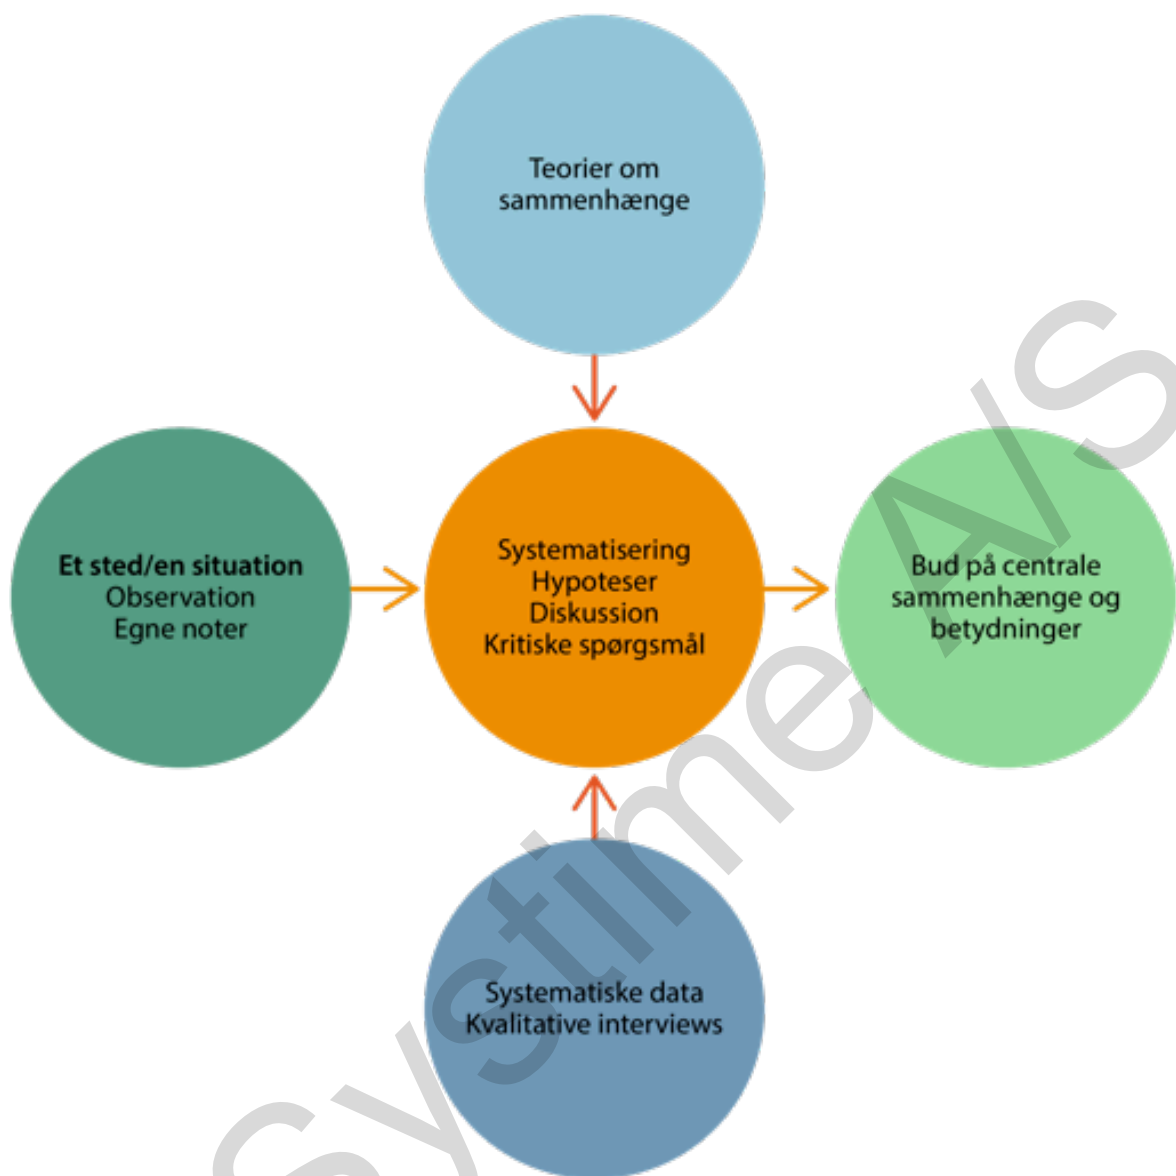 Teorier om
sammenhænge
Et sted/en situation
Observation
Egne noter
Systematisering
Hypoteser
Diskussion
Kritiske spørgsmål
Bud på centrale
sammenhænge og
betydninger
Systematiske data
Kvalitative interviews
Systime A/S